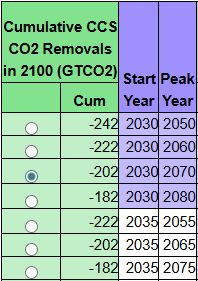 Cumulative CCS
CO2 Removals
in 2100 (GTCO2)
Start Peak
Cum Year Year
-242 2030 2050
-222 2030 2060
-202 2030 2070
-182 2030 2080
-222 2035 2055
-202 2035 2065
-182 2035 2075